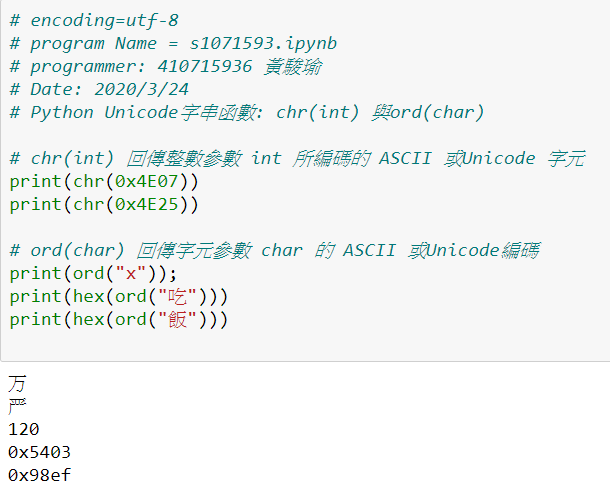 # encoding=utf-8
# program Name = s1071593.ipynb
# programmer: 410715936 黃駿瑜
# Date: 2020/3/24
# Python Unicode字串函數: chr(int) 與ord(char)
# chr(int) 回傳整數參數 int 所編碼的 ASCII 或Unicode 字元
print(chr(0x4E07))
print(chr(0x4E25))
# ord(char) 回傳字元參數 char 的 ASCII 或Unicode編碼
print(ord("x"));
print(hex(ord("吃")))
print(hex(ord("飯")))
万
严
120
0x5403
0x98ef